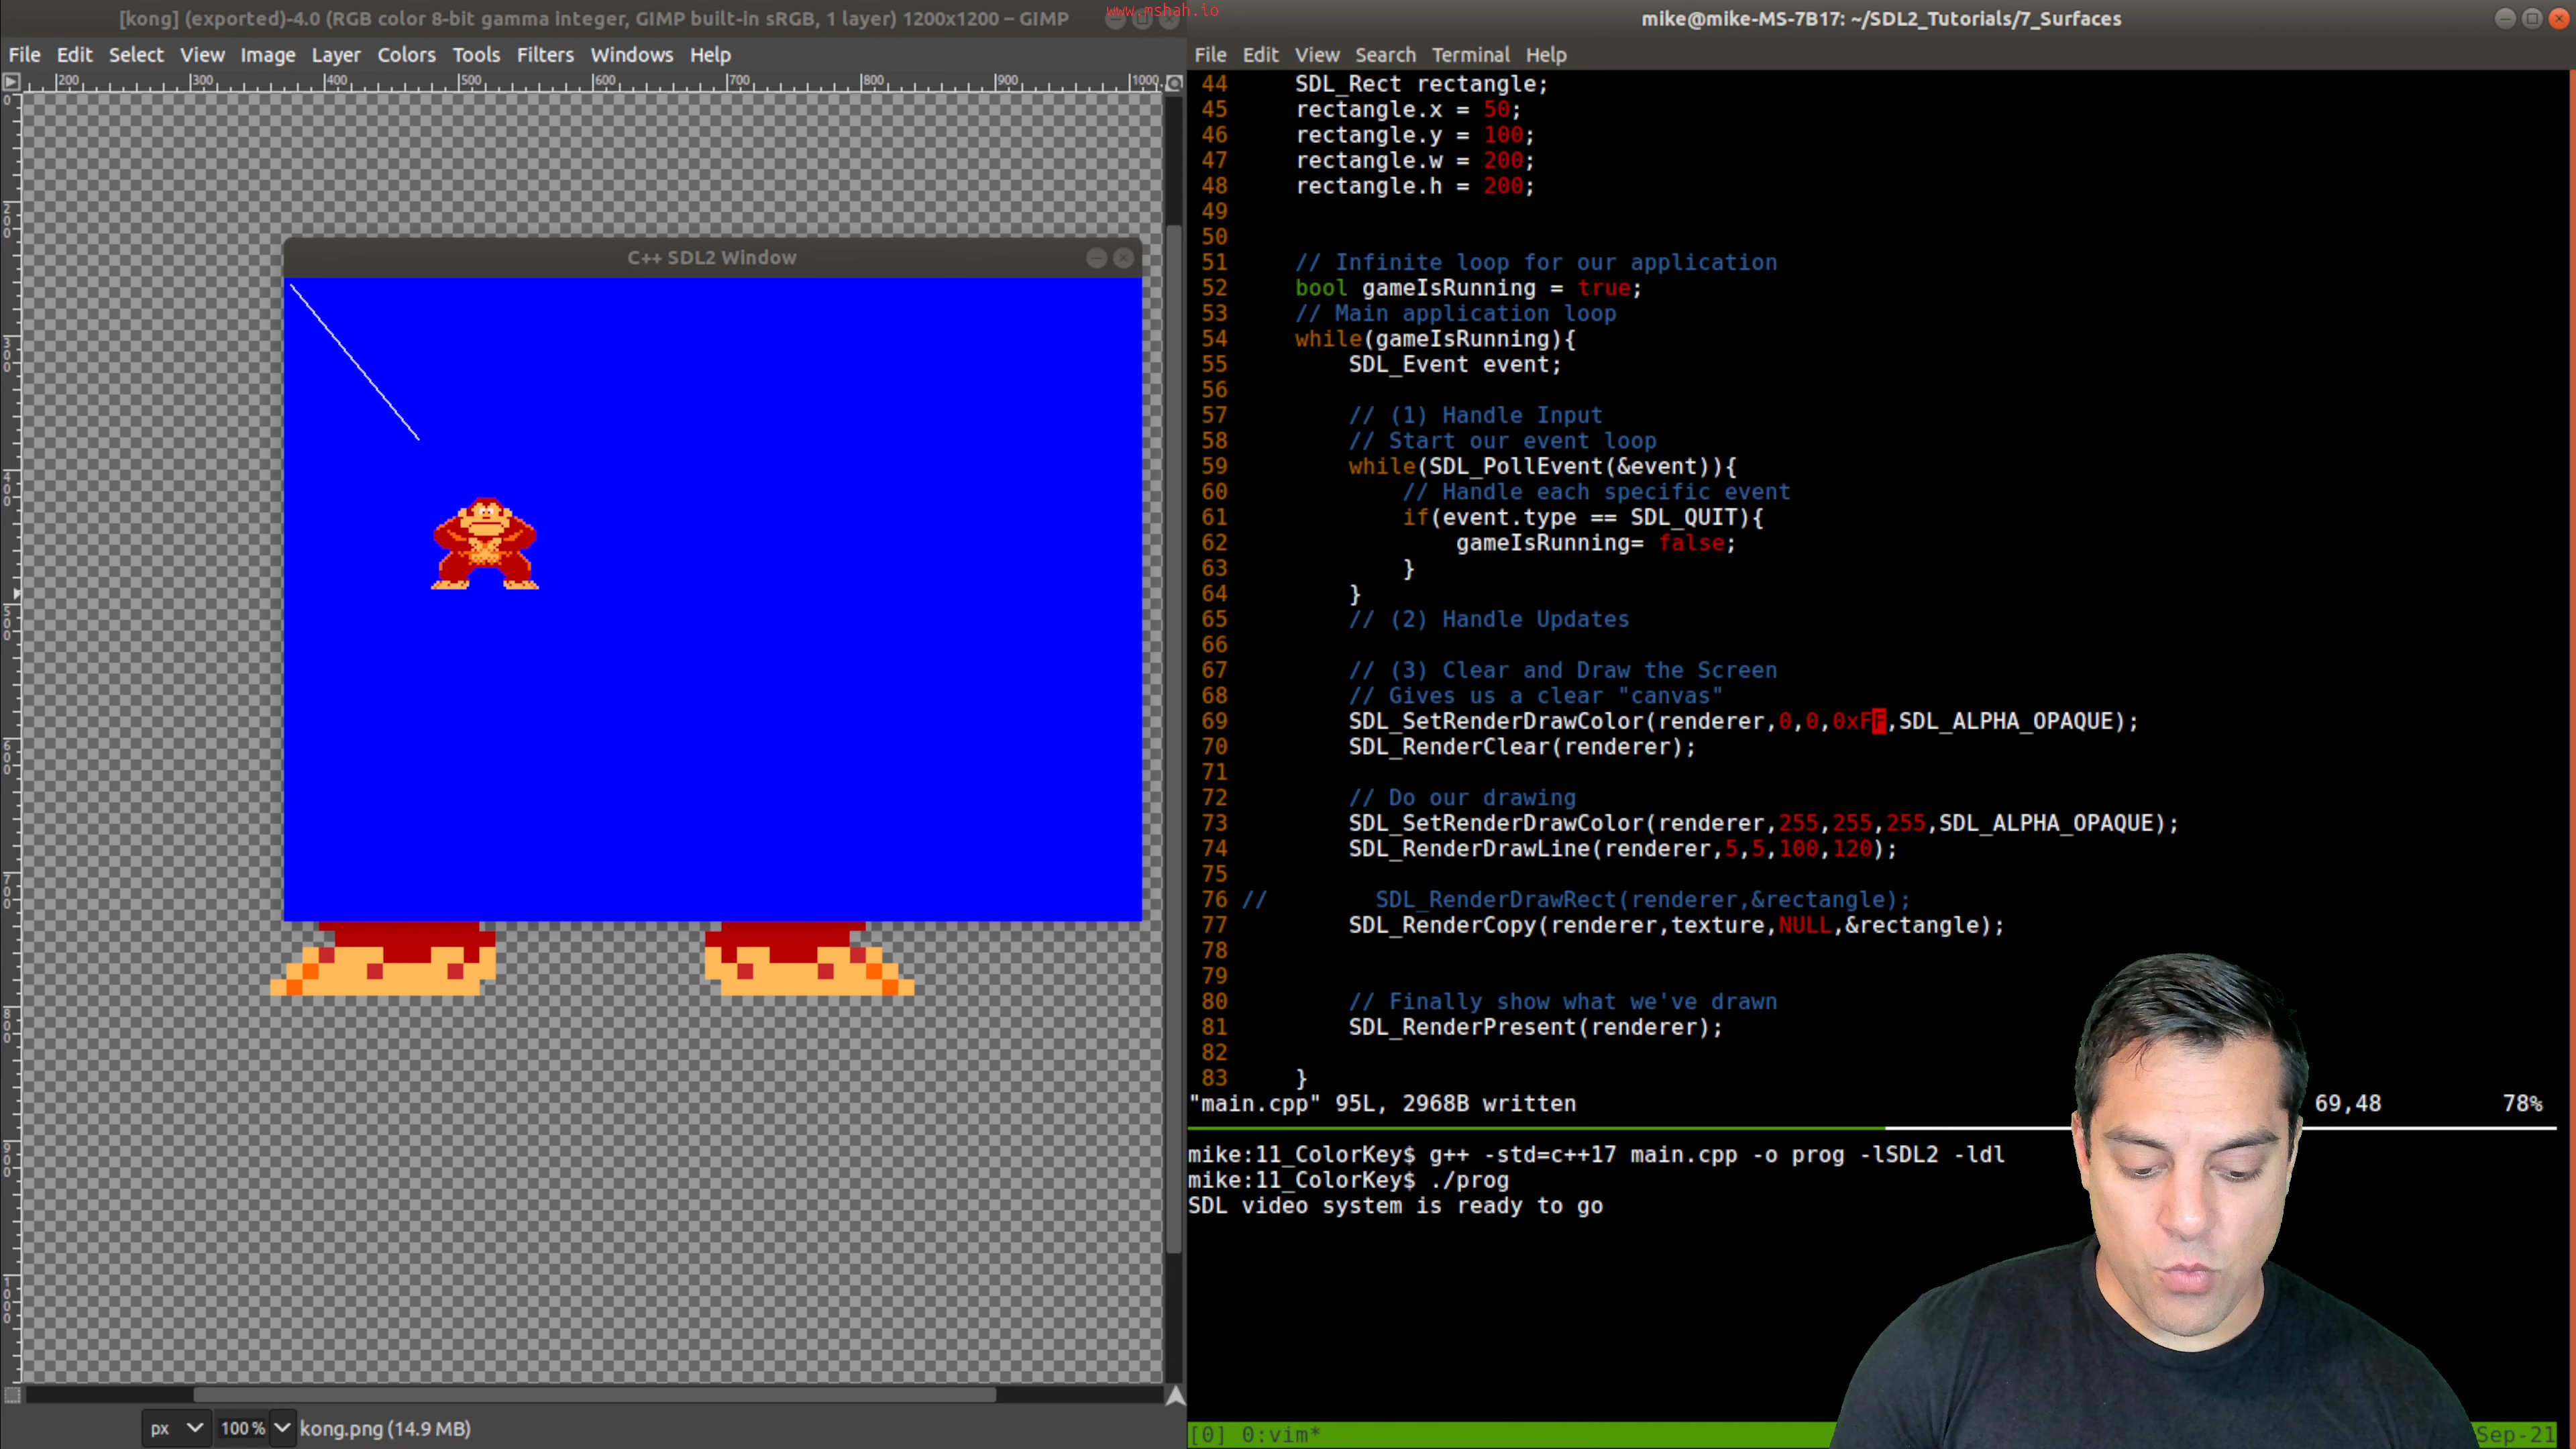 [kong] (exported)-4.0 (RGB color 8-bit gamma integer, GIMP built-in sRGB, 1 layer) 1200x1200 – GIMP
www.mshah.io
File Edit Select View Image Layer Colors Tools Filters Windows Help
200 300 400 500 600 700 800 900 1000
C++ SDL2 Window
px 100 % kong.png (14.9 MB)
mike@mike-MS-7B17: ~/SDL2_Tutorials/7_Surfaces
File Edit View Search Terminal Help
44 SDL_Rect rectangle;
45 rectangle.x = 50;
46 rectangle.y = 100;
47 rectangle.w = 200;
48 rectangle.h = 200;
49
50
51 // Infinite loop for our application
52 bool gameIsRunning = true;
53 // Main application loop
54 while(gameIsRunning){
55 SDL_Event event;
56
57 // (1) Handle Input
58 // Start our event loop
59 while(SDL_PollEvent(&event)){
60 // Handle each specific event
61 if(event.type == SDL_QUIT){
62 gameIsRunning= false;
63 }
64 }
65 // (2) Handle Updates
66
67 // (3) Clear and Draw the Screen
68 // Gives us a clear "canvas"
69 SDL_SetRenderDrawColor(renderer,0,0,0xFF,SDL_ALPHA_OPAQUE);
70 SDL_RenderClear(renderer);
71
72 // Do our drawing
73 SDL_SetRenderDrawColor(renderer,255,255,255,SDL_ALPHA_OPAQUE);
74 SDL_RenderDrawLine(renderer,5,5,100,120);
75
76 // SDL_RenderDrawRect(renderer,&rectangle);
77 SDL_RenderCopy(renderer,texture,NULL,&rectangle);
78
79
80 // Finally show what we've drawn
81 SDL_RenderPresent(renderer);
82
83 }
"main.cpp" 95L, 2968B written 69,48 78%
mike:11_ColorKey$ g++ -std=c++17 main.cpp -o prog -lSDL2 -ldl
mike:11_ColorKey$ ./prog
SDL video system is ready to go
[0] 0:vim* Sep-21